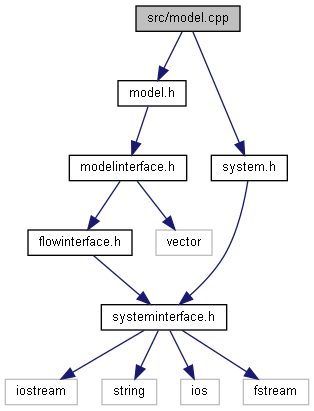 src/model.cpp
model.h
modelinterface.h
system.h
flowinterface.h
vector
systeminterface.h
iostream
string
ios
fstream